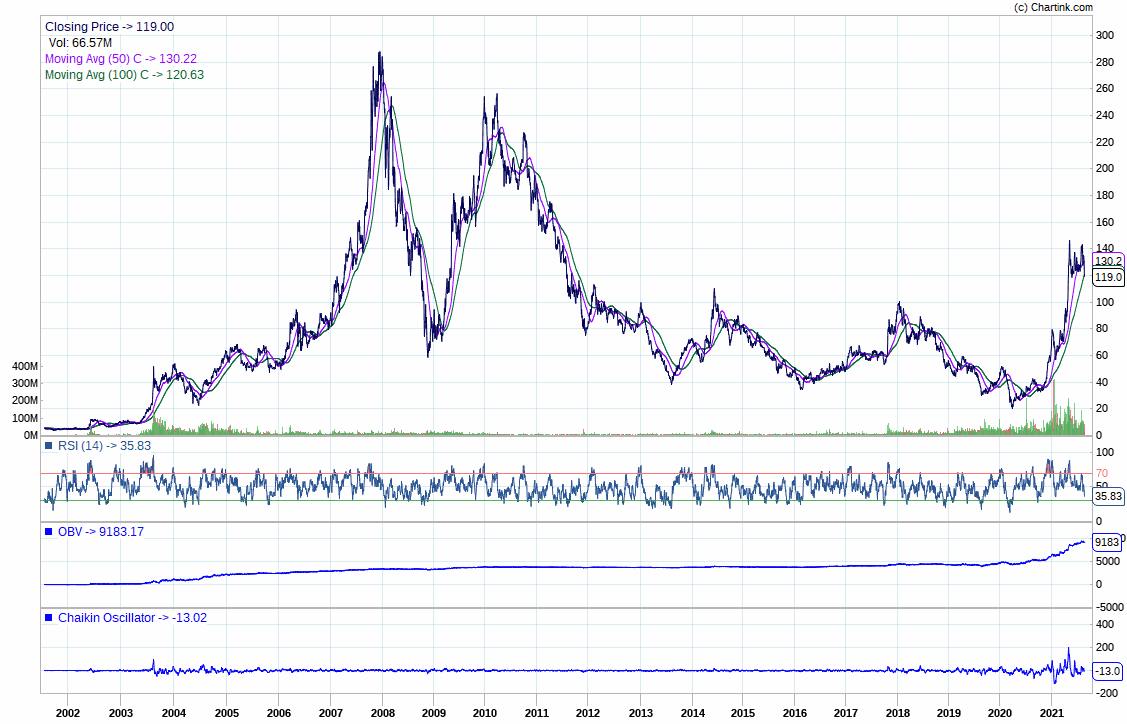 (c) Chartink.com
Closing Price -> 119.00
Vol: 66.57M
Moving Avg (50) C -> 130.22
Moving Avg (100) C -> 120.63
300
280
260
240
220
200
180
160
140
130.2
119.0
100
80
60
40
20
0
400M
300M
200M
100M
0M
RSI (14) -> 35.83
100
70
50
35.83
0
OBV -> 9183.17
9183
5000
0
-5000
Chaikin Oscillator -> -13.02
400
200
-13.0
-200
2002 2003 2004 2005 2006 2007 2008 2009 2010 2011 2012 2013 2014 2015 2016 2017 2018 2019 2020 2021